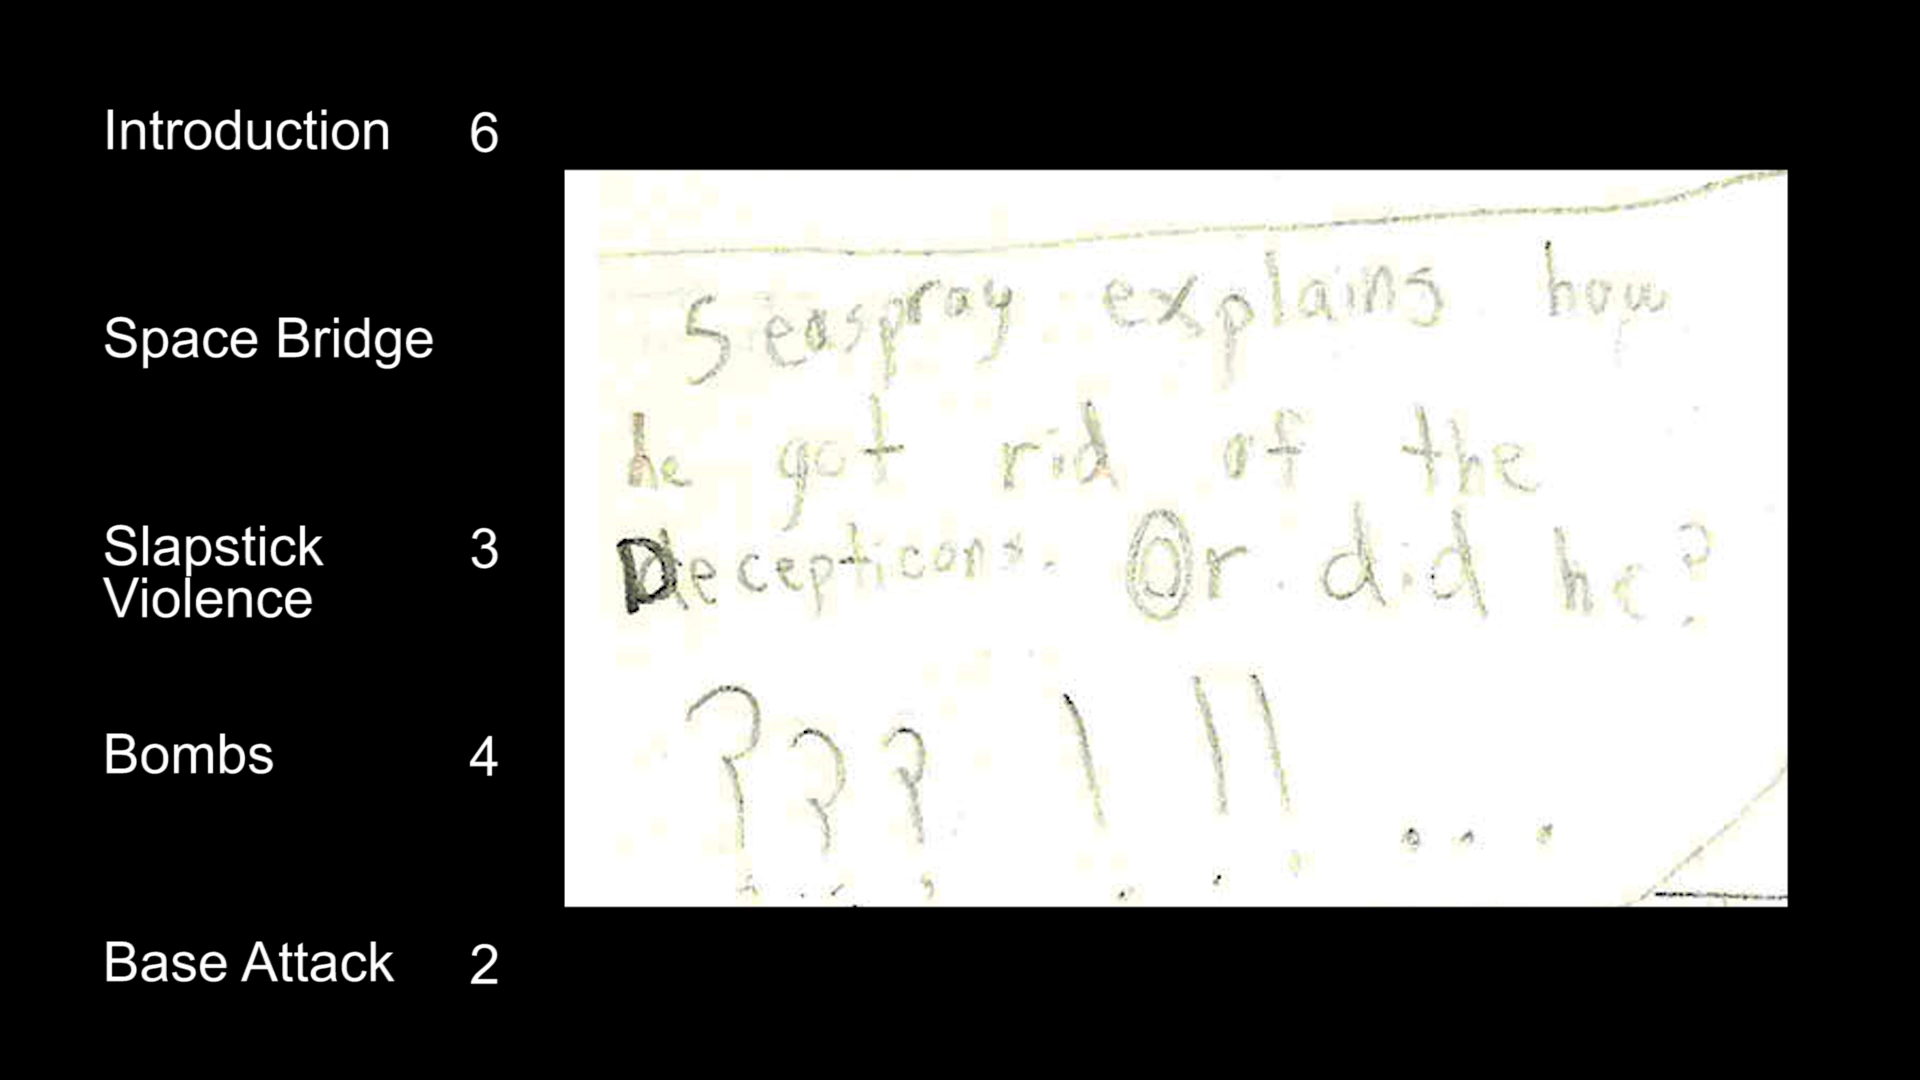 Introduction 6
Space Bridge
Slapstick 3
Violence
Bombs 4
Base Attack 2
Seaspray explains how
he got rid of the
Decepticons. Or did he?
??? ! !! ...